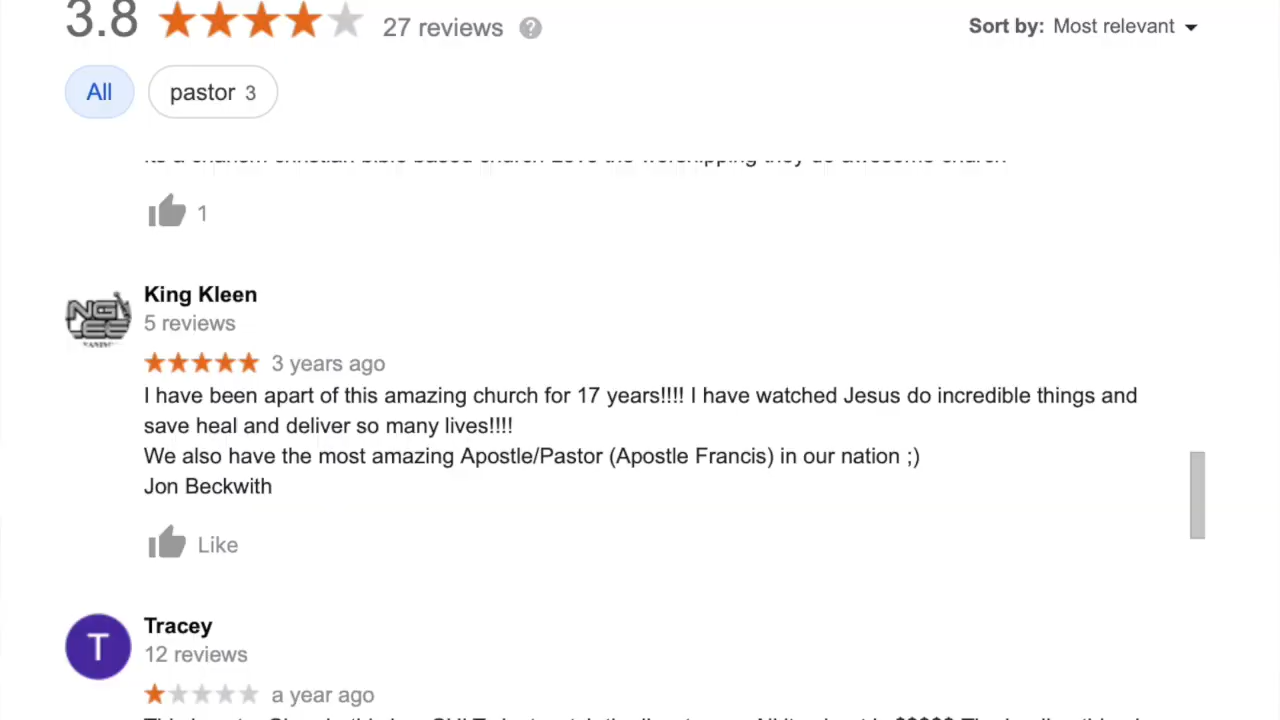 3.8 27 reviews ?
Sort by: Most relevant
All pastor 3
1
King Kleen
5 reviews
3 years ago
I have been apart of this amazing church for 17 years!!!! I have watched Jesus do incredible things and
save heal and deliver so many lives!!!!
We also have the most amazing Apostle/Pastor (Apostle Francis) in our nation ;)
Jon Beckwith
Like
T
Tracey
12 reviews
a year ago